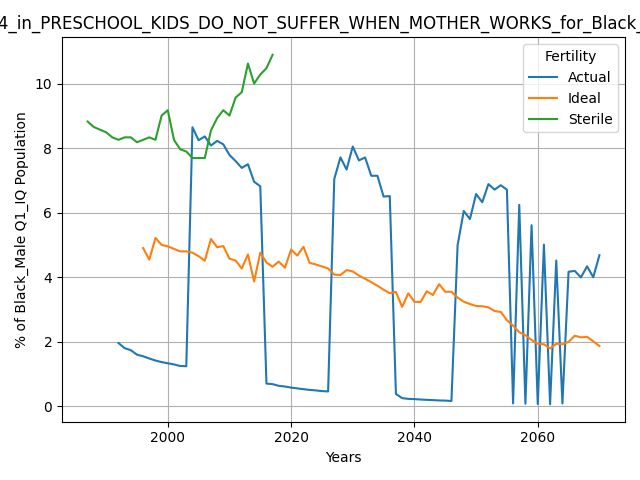 4_in_PRESCHOOL_KIDS_DO_NOT_SUFFER_WHEN_MOTHER_WORKS_for_Black_
Fertility
Actual
Ideal
Sterile
% of Black_Male Q1_IQ Population
10
8
6
4
2
0
2000 2020 2040 2060
Years